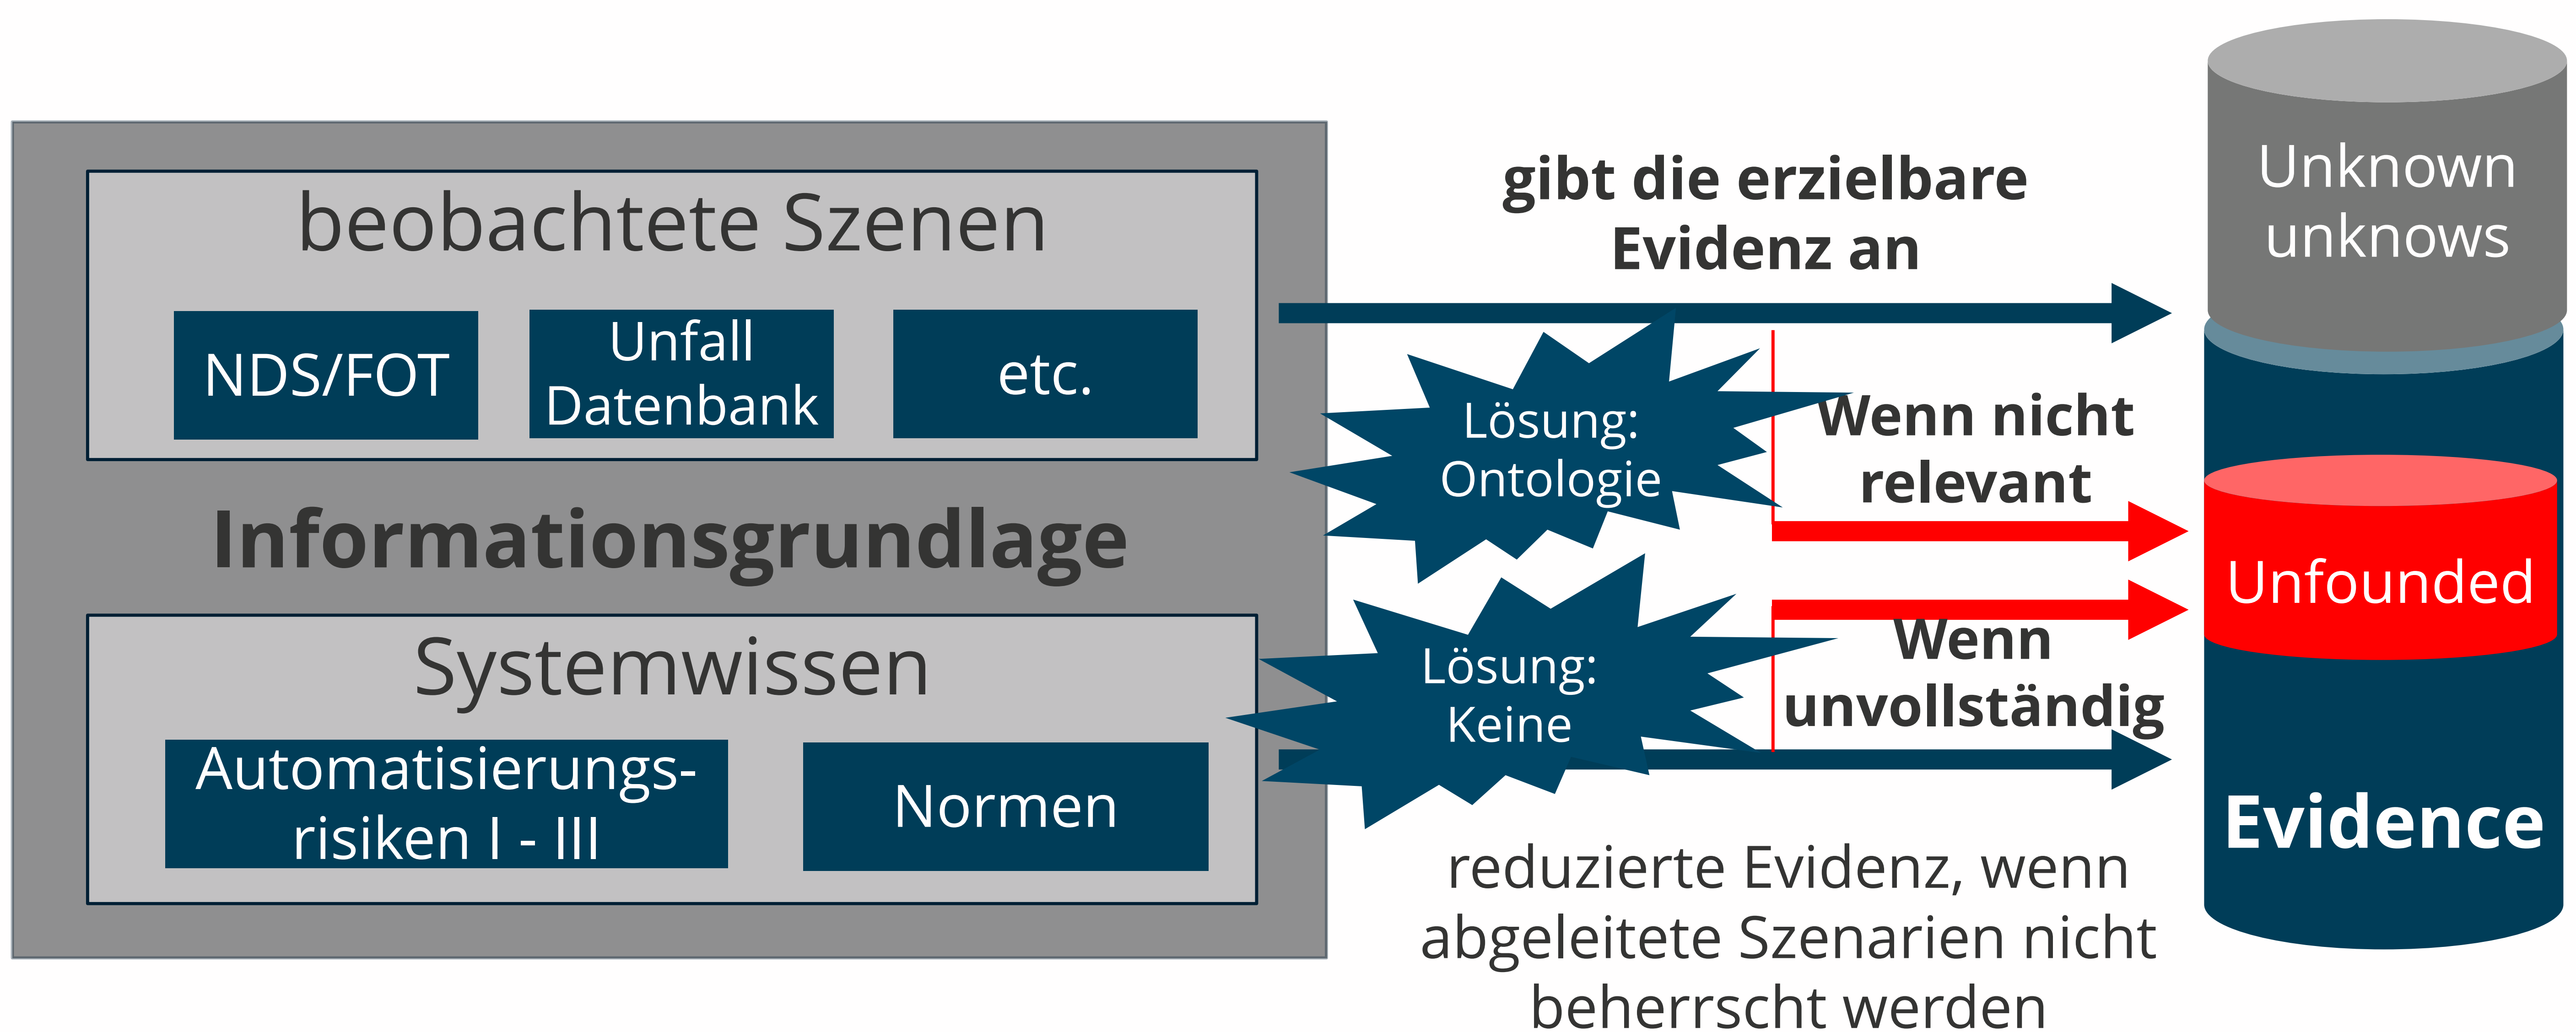 beobachtete Szenen
NDS/FOT
Unfall
Datenbank
etc.
Informationsgrundlage
Systemwissen
Automatisierungs-
risiken I - III
Normen
gibt die erzielbare
Evidenz an
Lösung:
Ontologie
Wenn nicht
relevant
Lösung:
Keine
Wenn
unvollständig
reduzierte Evidenz, wenn
abgeleitete Szenarien nicht
beherrscht werden
Unknown
unknows
Unfounded
Evidence